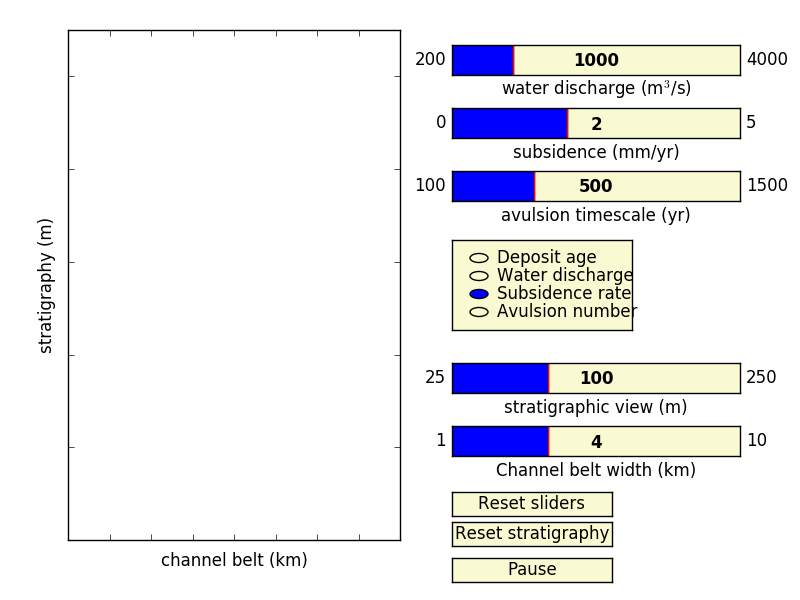 stratigraphy (m)
channel belt (km)
200 1000 4000
water discharge (m³/s)
0 2 5
subsidence (mm/yr)
100 500 1500
avulsion timescale (yr)
Deposit age
Water discharge
Subsidence rate
Avulsion number
25 100 250
stratigraphic view (m)
1 4 10
Channel belt width (km)
Reset sliders
Reset stratigraphy
Pause